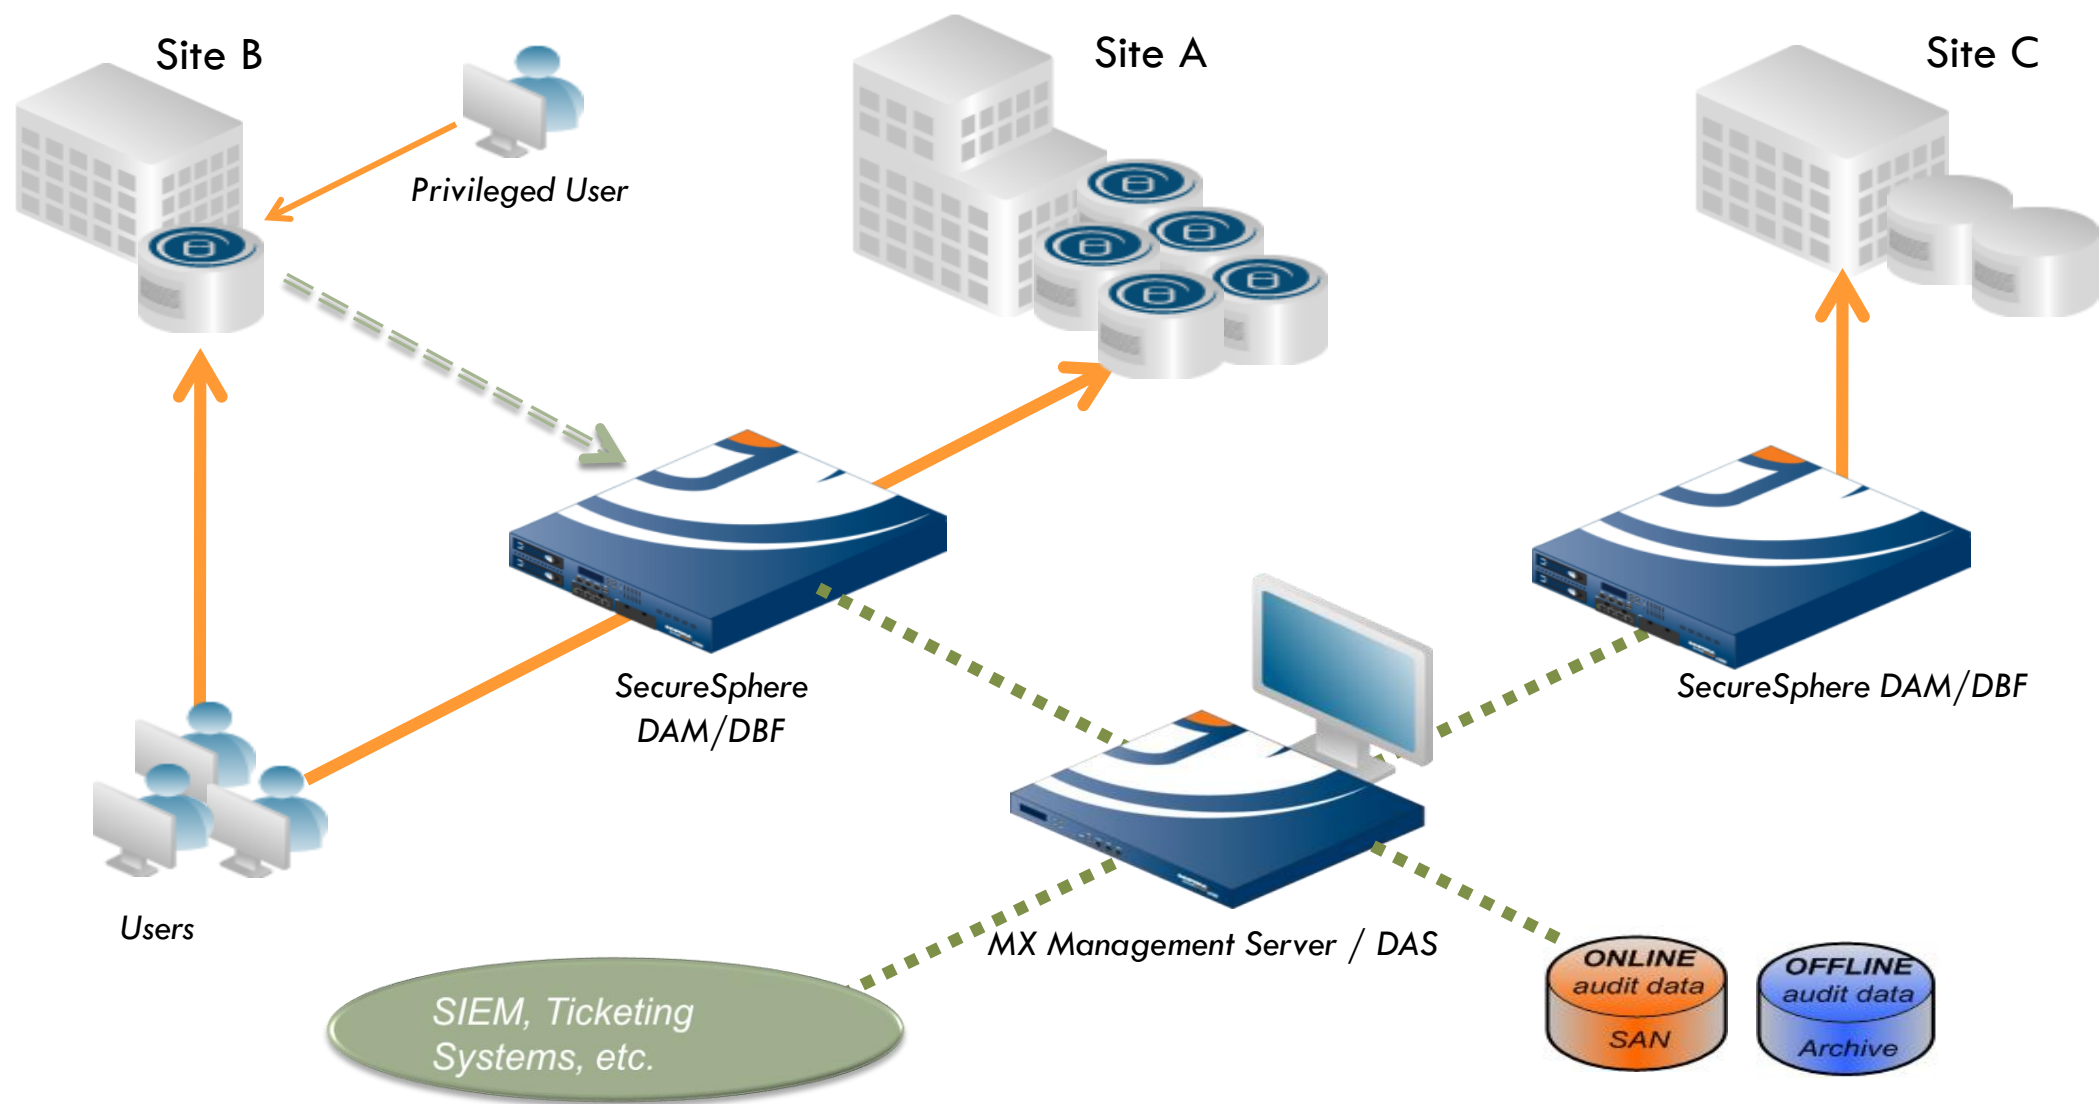 Site B
Site A
Site C
Privileged User
SecureSphere
DAM/DBF
SecureSphere DAM/DBF
Users
MX Management Server / DAS
SIEM, Ticketing
Systems, etc.
ONLINE
audit data
SAN
OFFLINE
audit data
Archive